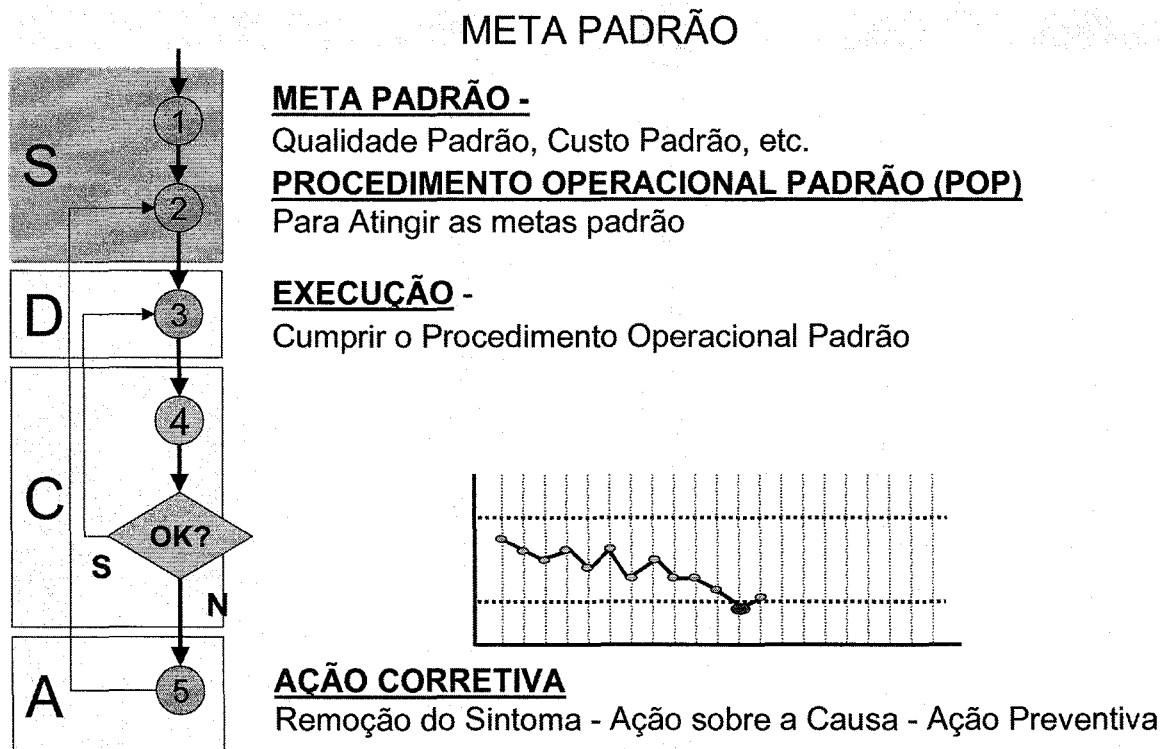 META PADRÃO
S
1
2
META PADRÃO -
Qualidade Padrão, Custo Padrão, etc.
PROCEDIMENTO OPERACIONAL PADRÃO (POP)
Para Atingir as metas padrão
D
3
EXECUÇÃO -
Cumprir o Procedimento Operacional Padrão
C
4
OK?
S
N
A
5
AÇÃO CORRETIVA
Remoção do Sintoma - Ação sobre a Causa - Ação Preventiva